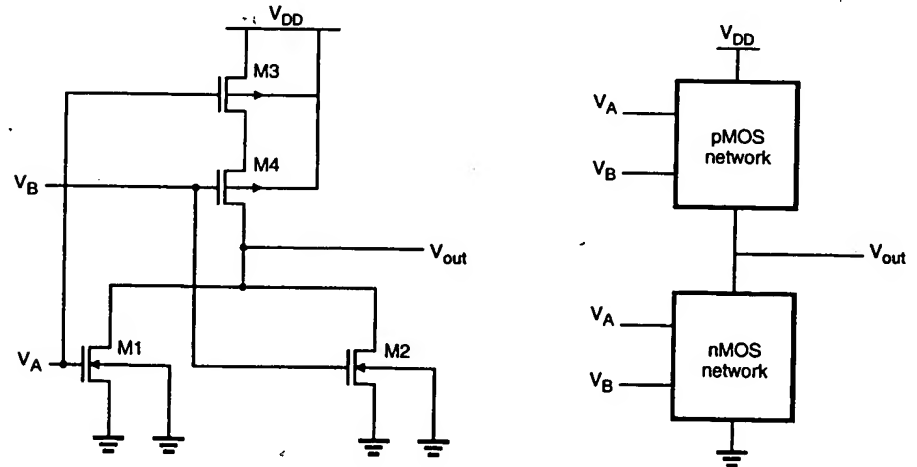 V_DD
M3
M4
V_B
V_out
V_A
M1
M2
V_DD
V_A
V_B
pMOS
network
V_out
V_A
V_B
nMOS
network